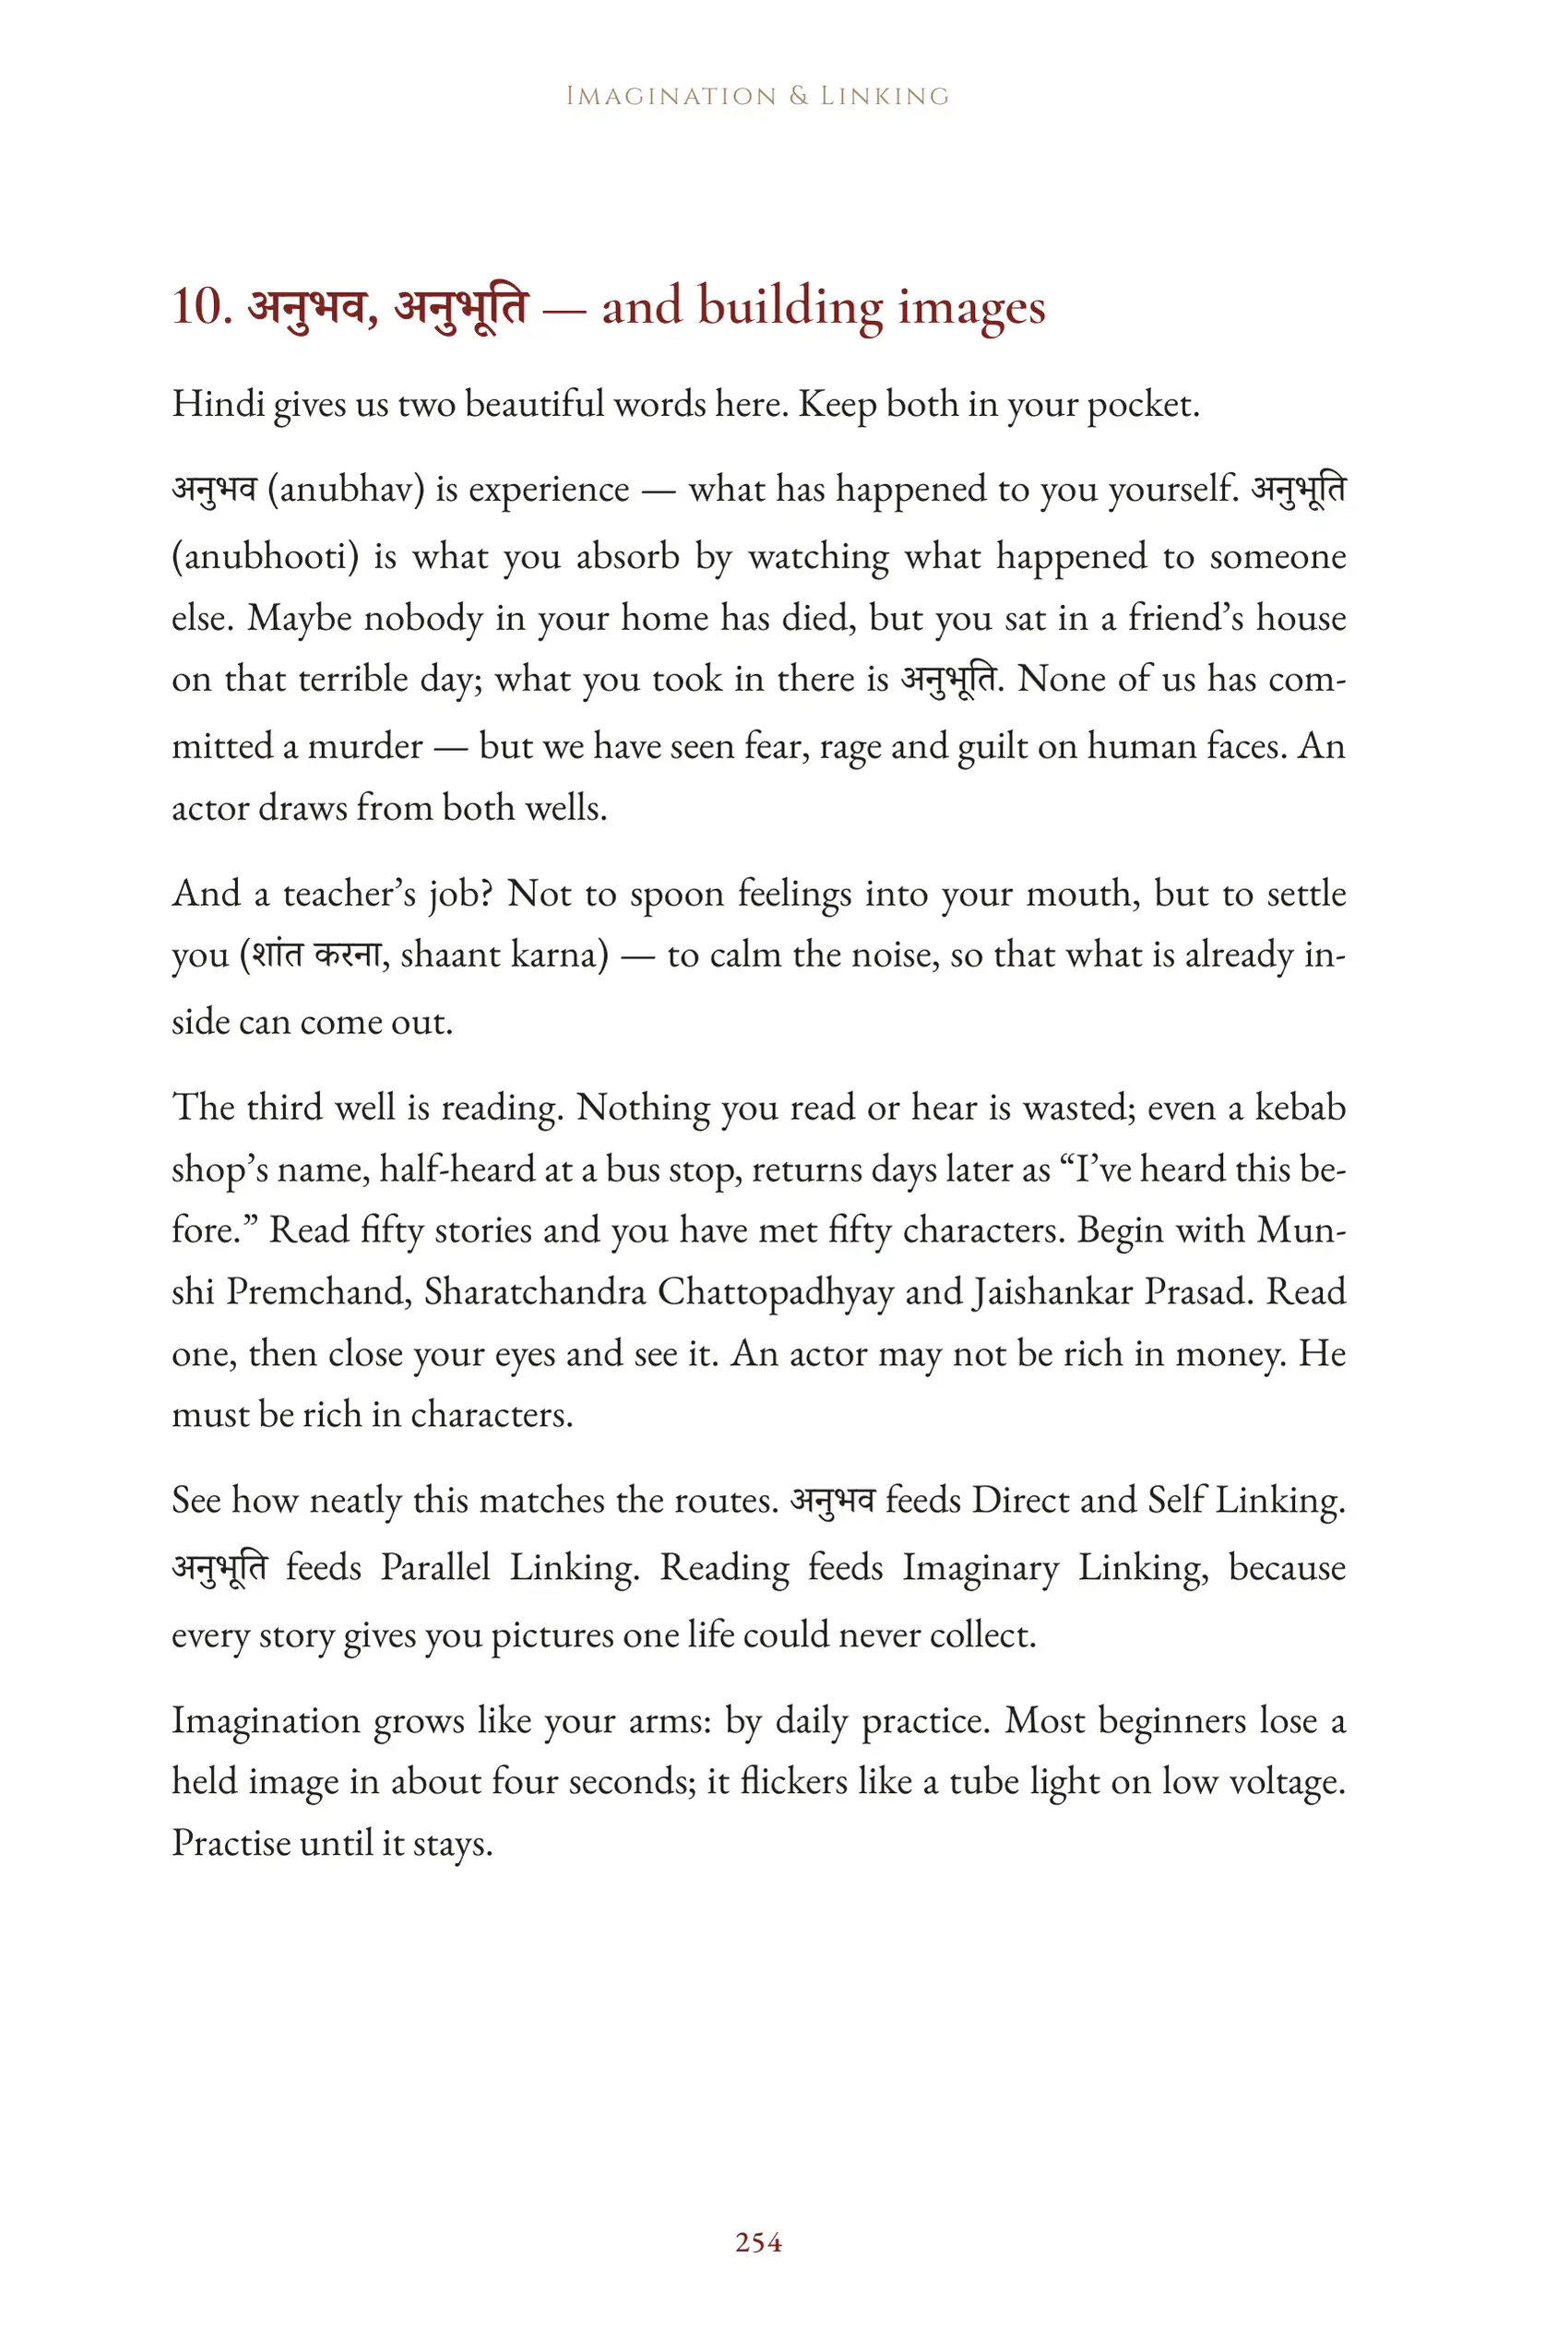 IMAGINATION & LINKING
10. अनुभव, अनुभूति — and building images
Hindi gives us two beautiful words here. Keep both in your pocket.
अनुभव (anubhav) is experience — what has happened to you yourself. अनुभूति
(anubhooti) is what you absorb by watching what happened to someone
else. Maybe nobody in your home has died, but you sat in a friend’s house
on that terrible day; what you took in there is अनुभूति. None of us has com-
mitted a murder — but we have seen fear, rage and guilt on human faces. An
actor draws from both wells.
And a teacher’s job? Not to spoon feelings into your mouth, but to settle
you (शांत करना, shaant karna) — to calm the noise, so that what is already in-
side can come out.
The third well is reading. Nothing you read or hear is wasted; even a kebab
shop’s name, half-heard at a bus stop, returns days later as “I’ve heard this be-
fore.” Read fifty stories and you have met fifty characters. Begin with Mun-
shi Premchand, Sharatchandra Chattopadhyay and Jaishankar Prasad. Read
one, then close your eyes and see it. An actor may not be rich in money. He
must be rich in characters.
See how neatly this matches the routes. अनुभव feeds Direct and Self Linking.
अनुभूति feeds Parallel Linking. Reading feeds Imaginary Linking, because
every story gives you pictures one life could never collect.
Imagination grows like your arms: by daily practice. Most beginners lose a
held image in about four seconds; it flickers like a tube light on low voltage.
Practise until it stays.
254